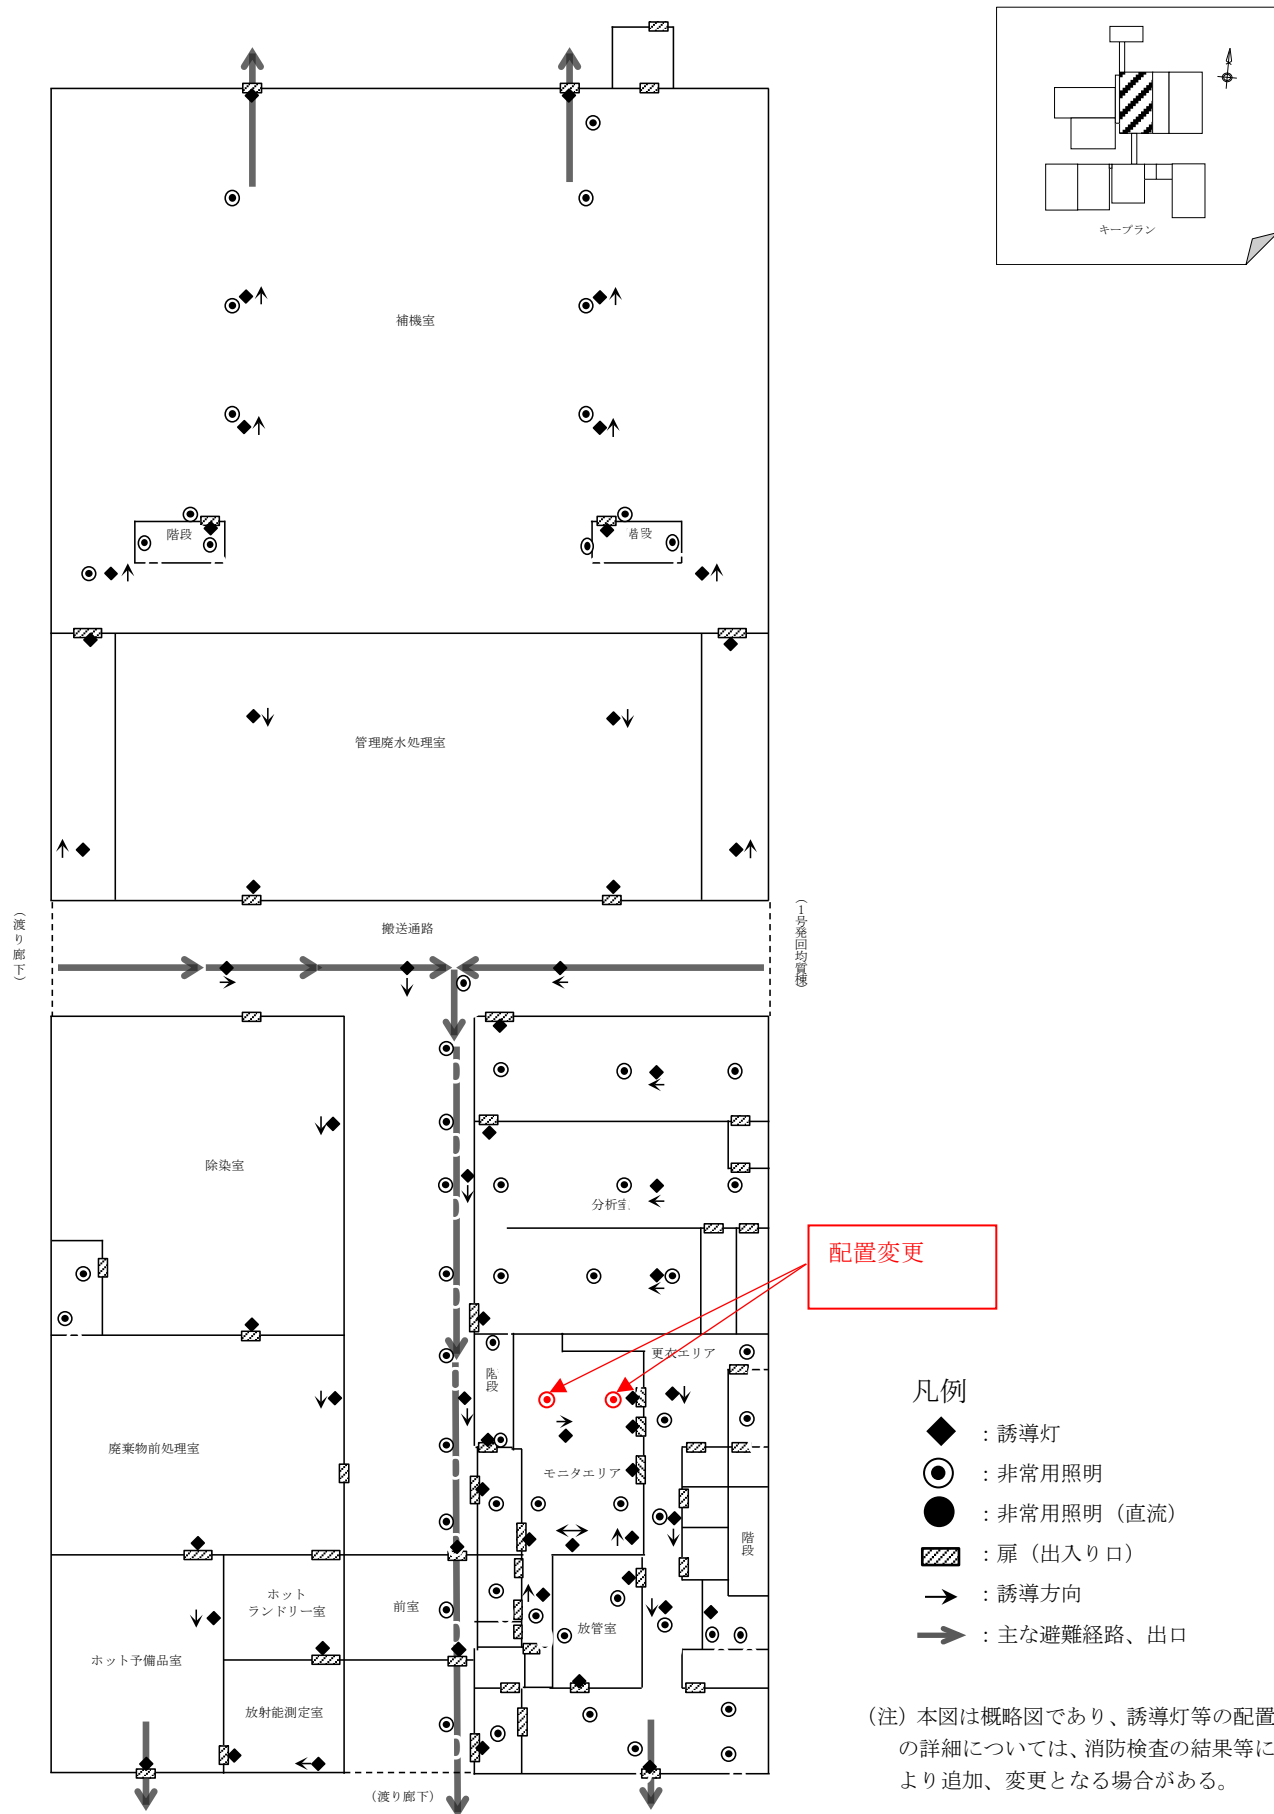 キープラン
補機室
階段
管理廃水処理室
(渡り廊下)
搬送通路
(1号発回均質棟)
除染室
分析室
配置変更
更衣エリア
階段
凡例
:誘導灯
廃棄物前処理室
モニタエリア
:非常用照明
:非常用照明(直流)
階段
:扉(出入り口)
ホット
ランドリー室
前室
:誘導方向
放管室
:主な避難経路、出口
ホット予備品室
放射能測定室
(注)本図は概略図であり、誘導灯等の配置
の詳細については、消防検査の結果等に
より追加、変更となる場合がある。
(渡り廊下)